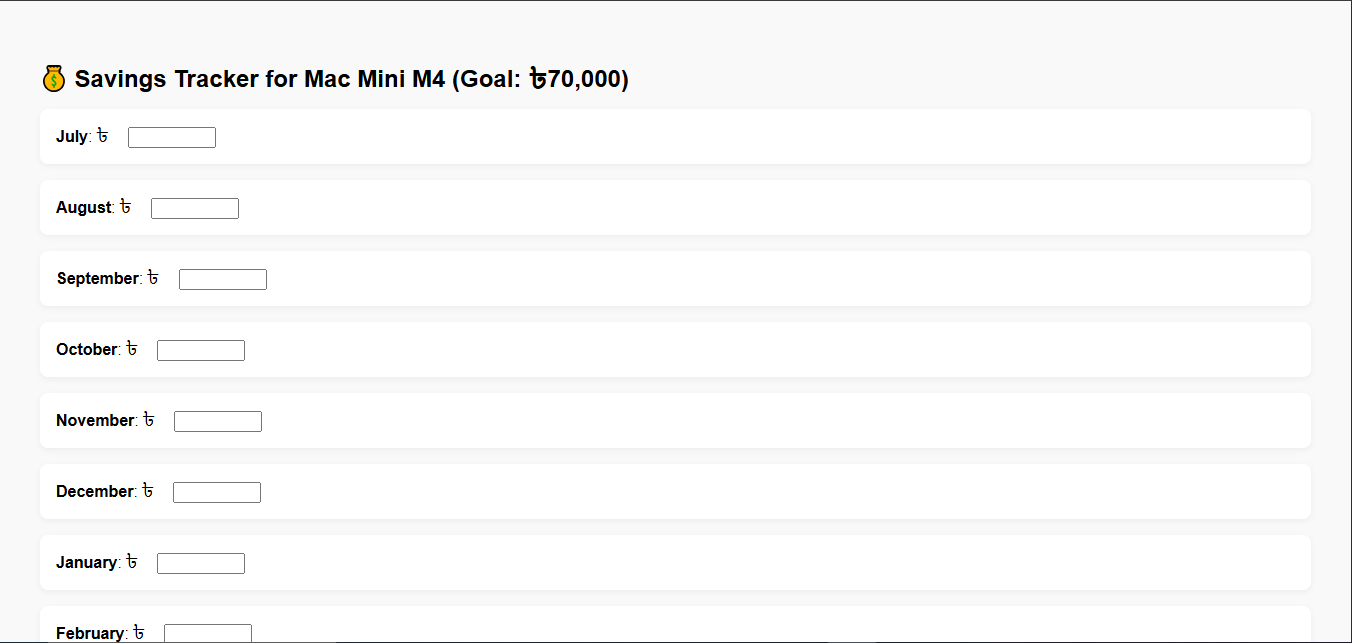 💰 Savings Tracker for Mac Mini M4 (Goal: ৳70,000)
July: ৳
August: ৳
September: ৳
October: ৳
November: ৳
December: ৳
January: ৳
February: ৳